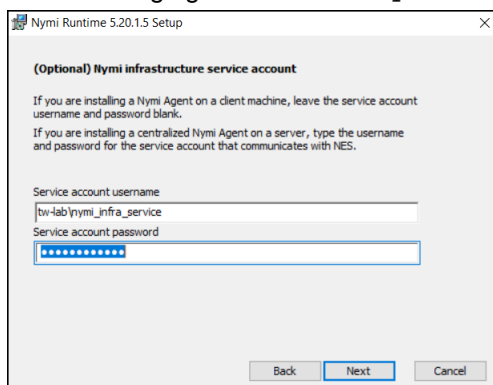 Nymi Runtime 5.20.1.5 Setup
(Optional) Nymi infrastructure service account
If you are installing a Nymi Agent on a client machine, leave the service account
username and password blank.
If you are installing a centralized Nymi Agent on a server, type the username
and password for the service account that communicates with NES.
Service account username
tw-lab\nymi_infra_service
Service account password
●●●●●●●●●●●●
Back Next Cancel